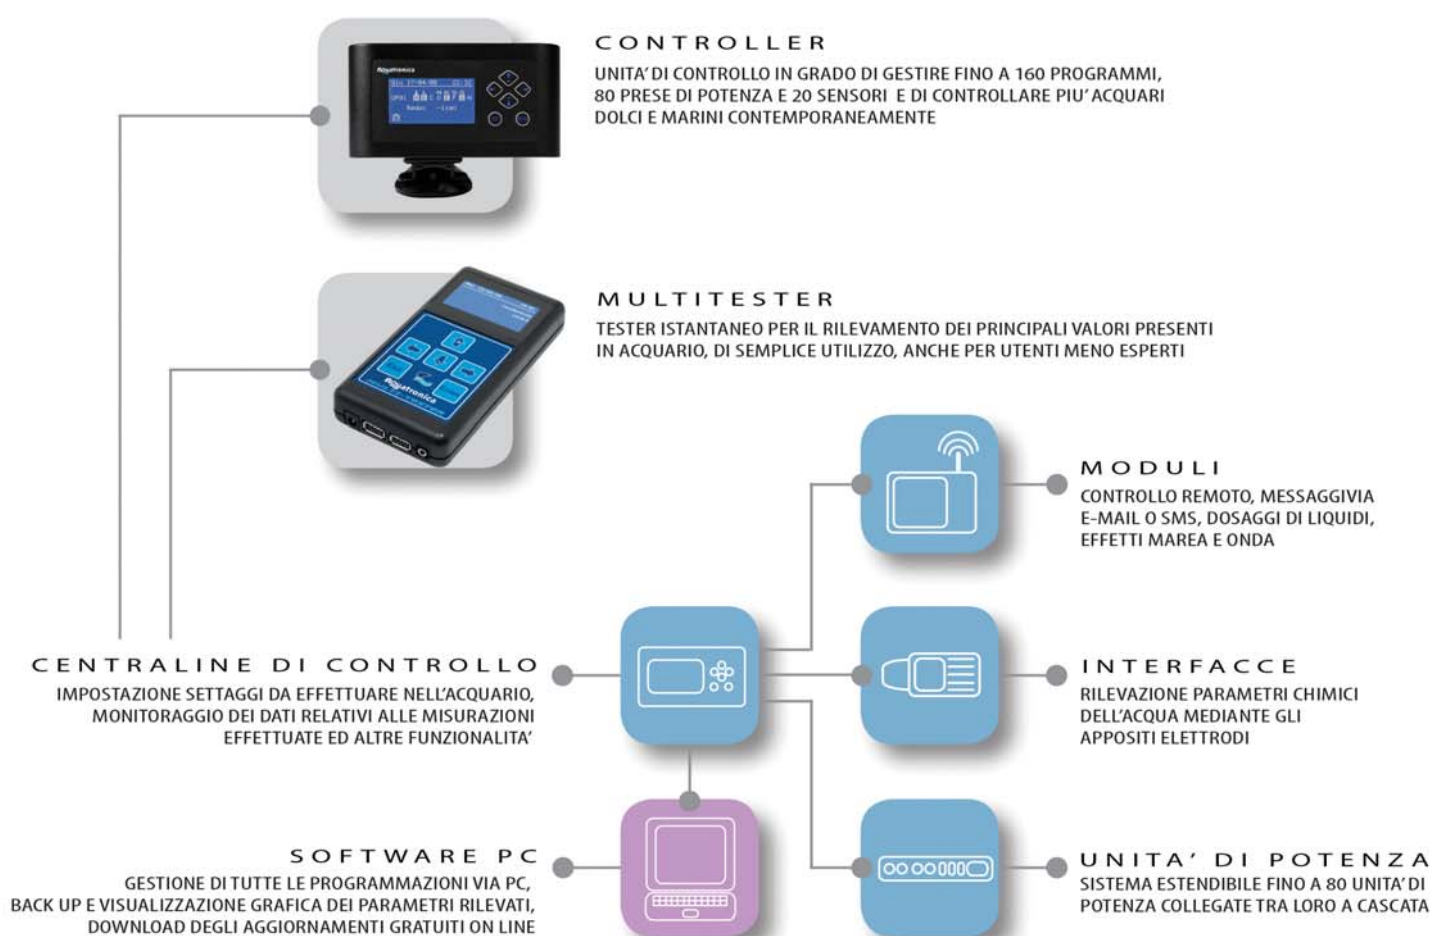 CONTROLLER
UNITA' DI CONTROLLO IN GRADO DI GESTIRE FINO A 160 PROGRAMMI,
80 PRESE DI POTENZA E 20 SENSORI E DI CONTROLLARE PIU' ACQUARI
DOLCI E MARINI CONTEMPORANEAMENTE
Aquatronica
MULTITESTER
TESTER ISTANTANEO PER IL RILEVAMENTO DEI PRINCIPALI VALORI PRESENTI
IN ACQUARIO, DI SEMPLICE UTILIZZO, ANCHE PER UTENTI MENO ESPERTI
Aquatronica
MODULI
CONTROLLO REMOTO, MESSAGGIVIA
E-MAIL O SMS, DOSAGGI DI LIQUIDI,
EFFETTI MAREA E ONDA
CENTRALINE DI CONTROLLO
IMPOSTAZIONE SETTAGGI DA EFFETTUARE NELL'ACQUARIO,
MONITORAGGIO DEI DATI RELATIVI ALLE MISURAZIONI
EFFETTUATE ED ALTRE FUNZIONALITA'
INTERFACCE
RILEVAZIONE PARAMETRI CHIMICI
DELL'ACQUA MEDIANTE GLI
APPOSITI ELETTRODI
SOFTWARE PC
GESTIONE DI TUTTE LE PROGRAMMAZIONI VIA PC,
BACK UP E VISUALIZZAZIONE GRAFICA DEI PARAMETRI RILEVATI,
DOWNLOAD DEGLI AGGIORNAMENTI GRATUITI ON LINE
UNITA' DI POTENZA
SISTEMA ESTENDIBILE FINO A 80 UNITA' DI
POTENZA COLLEGATE TRA LORO A CASCATA